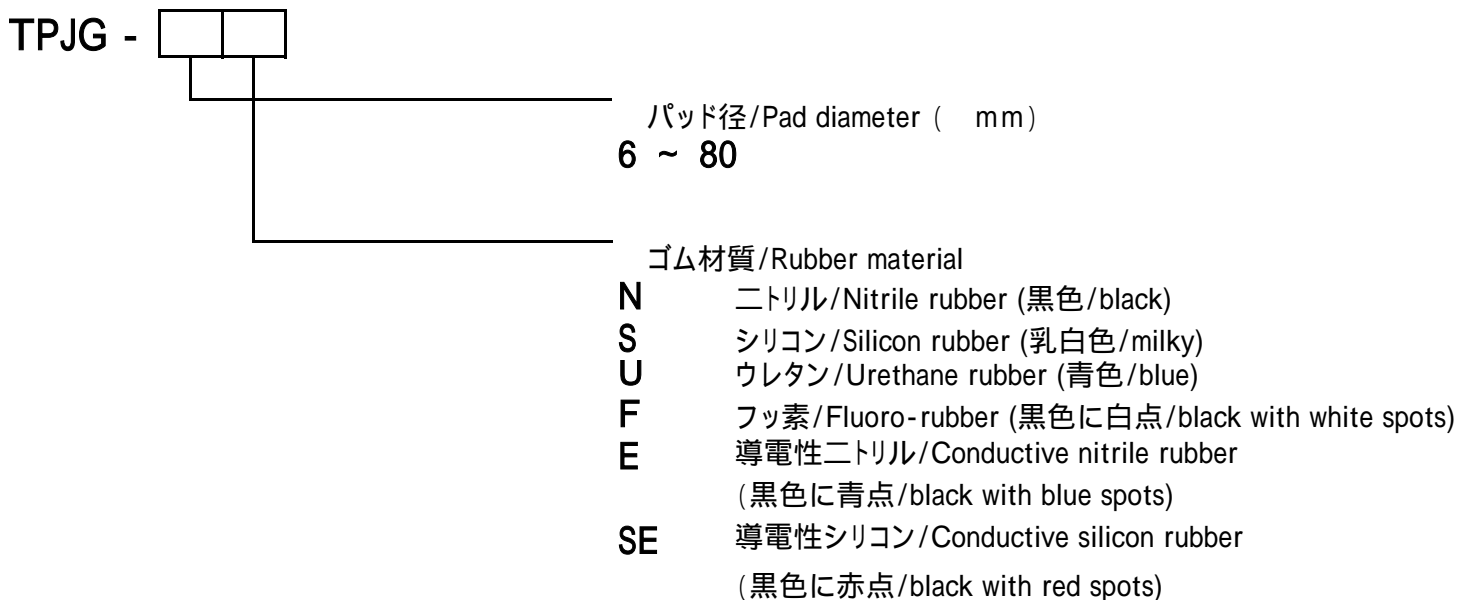 TPJG -
パッド径/Pad diameter ( mm)
6 ~ 80
ゴム材質/Rubber material
N ニトリル/Nitrile rubber (黒色/black)
S シリコン/Silicon rubber (乳白色/milky)
U ウレタン/Urethane rubber (青色/blue)
F フッ素/Fluoro-rubber (黒色に白点/black with white spots)
E 導電性ニトリル/Conductive nitrile rubber
(黒色に青点/black with blue spots)
SE 導電性シリコン/Conductive silicon rubber
(黒色に赤点/black with red spots)